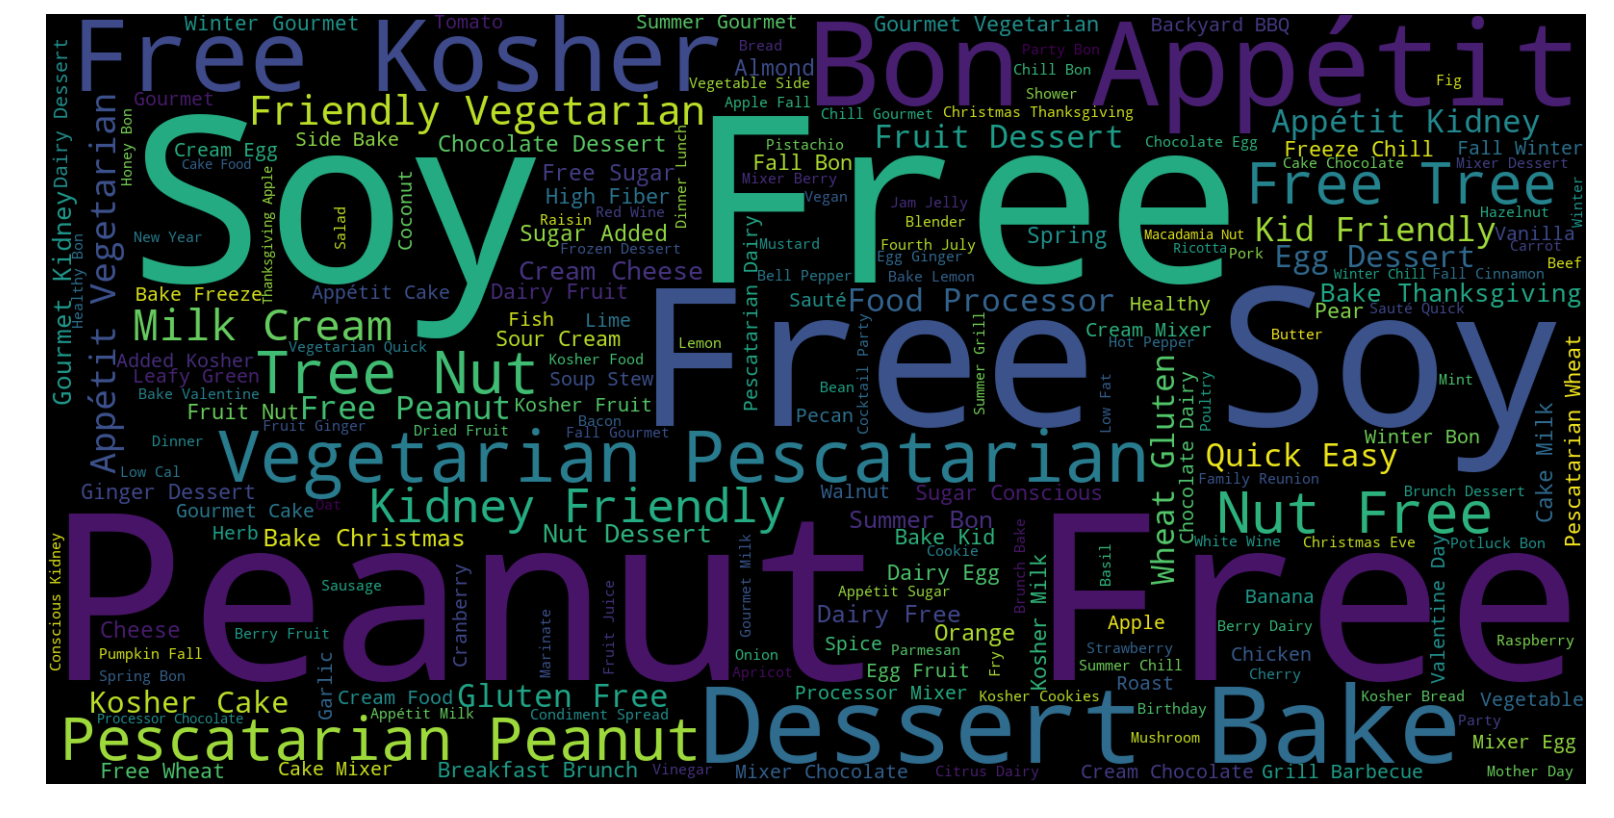 Winter Gourmet
Tomato
Summer Gourmet
Gourmet Vegetarian
Backyard BBQ
Free Kosher
Bon Appétit
Bread
Party Bon
Almond
Chill Bon
Vegetable Side
Fig
Dairy Dessert
Gourmet
Friendly Vegetarian
Apple Fall
Shower
Chill Gourmet
Christmas Thanksgiving
Appétit Kidney
Honey Bon
Soy Free
Side Bake
Chocolate Dessert
Dinner Lunch
Pistachio
Fruit Dessert
Chocolate Egg
Freeze Chill
Fall Winter
Cream Egg
Cake Food
Fall Bon
Cake Chocolate
Mixer Dessert
Free Sugar
Mixer Berry
Free Tree
High Fiber
Vegan
Jam Jelly
Winter
Appétit Vegetarian
Thanksgiving Apple
Salad
Coconut
Raisin
Red Wine
Blender
Hazelnut
Kid Friendly
Vanilla
New Year
Sugar Added
Frozen Dessert
Mustard
Fourth July
Spring
Macadamia Nut
Ricotta
Pork
Carrot
Gourmet Kidney
Healthy Bon
Egg Ginger
Egg Dessert
Beef
Cream Cheese
Pescatarian Dairy
Bell Pepper
Bake Lemon
Winter Chill
Fall Cinnamon
Bake Freeze
Appétit Cake
Dairy Fruit
Sauté
Food Processor
Healthy
Bake Thanksgiving
Free Soy
Milk Cream
Fish
Lime
Pear
Sauté Quick
Sour Cream
Lemon
Cream Mixer
Butter
Vegetarian Quick
Hot Pepper
Added Kosher
Leafy Green
Tree Nut
Kosher Food
Soup Stew
Cocktail Party
Summer Grill
Low Fat
Wheat Gluten
Chocolate Dairy
Poultry
Mint
Pescatarian Wheat
Bake Valentine
Bean
Fruit Nut
Free Peanut
Kosher Fruit
Pecan
Fruit Ginger
Dried Fruit
Bacon
Fall Gourmet
Dinner
Vegetarian Pescatarian
Winter Bon
Cake Milk
Low Cal
Quick Easy
Family Reunion
Ginger Dessert
Kidney Friendly
Walnut
Sugar Conscious
Brunch Dessert
Gourmet Cake
Oat
Summer Bon
Nut Free
Herb
Bake Christmas
Nut Dessert
Bake Kid
White Wine
Christmas Eve
Potluck Bon
Conscious Kidney
Peanut Free
Cookie
Brunch Bake
Basil
Kosher Milk
Valentine Day
Sausage
Cranberry
Marinate
Fruit Juice
Gourmet Milk
Dairy Egg
Appétit Sugar
Banana
Cheese
Berry Fruit
Dairy Free
Orange
Apple
Berry Dairy
Raspberry
Pumpkin Fall
Onion
Spice
Parmesan
Fry
Strawberry
Chicken
Spring Bon
Garlic
Apricot
Egg Fruit
Summer Chill
Cherry
Kosher Cake
Cream Food
Gluten Free
Processor Mixer
Kosher Cookies
Roast
Kosher Bread
Vegetable
Processor Chocolate
Appétit Milk
Condiment Spread
Dessert Bake
Birthday
Party
Pescatarian Peanut
Mushroom
Mixer Egg
Free Wheat
Cake Mixer
Breakfast Brunch
Vinegar
Mixer Chocolate
Citrus Dairy
Cream Chocolate
Grill Barbecue
Mother Day